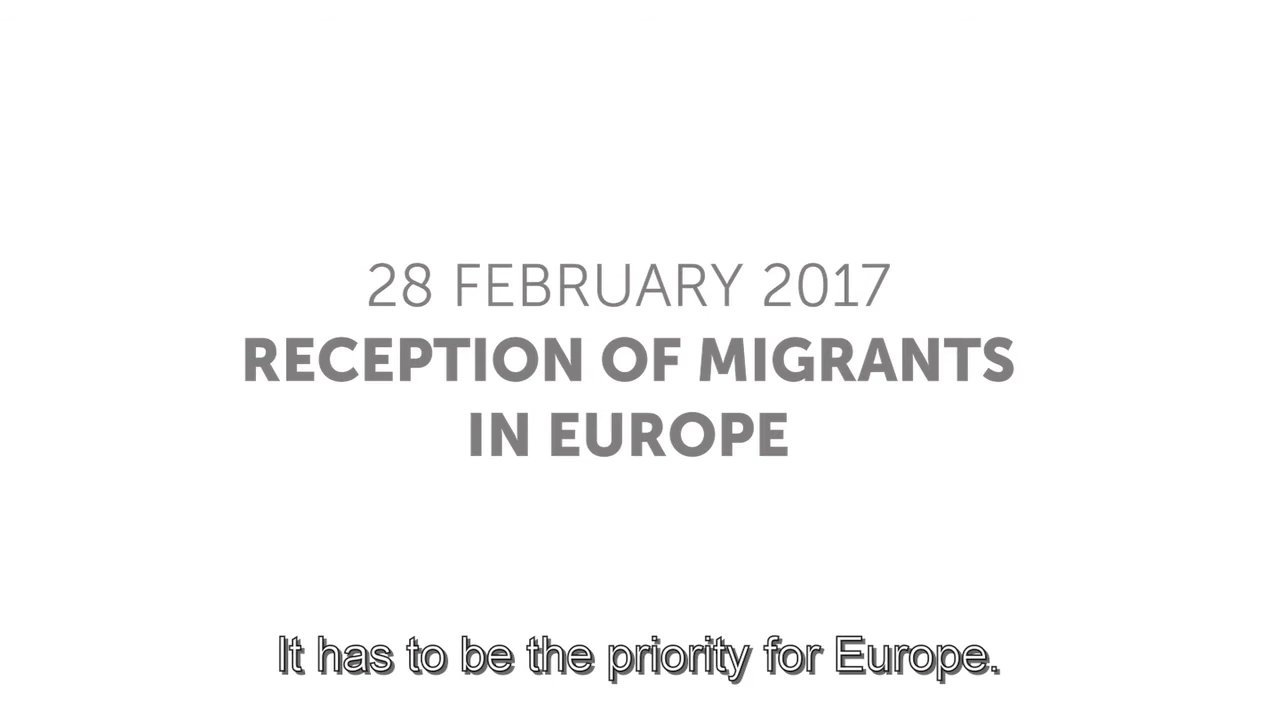 28 FEBRUARY 2017
RECEPTION OF MIGRANTS
IN EUROPE
It has to be the priority for Europe.